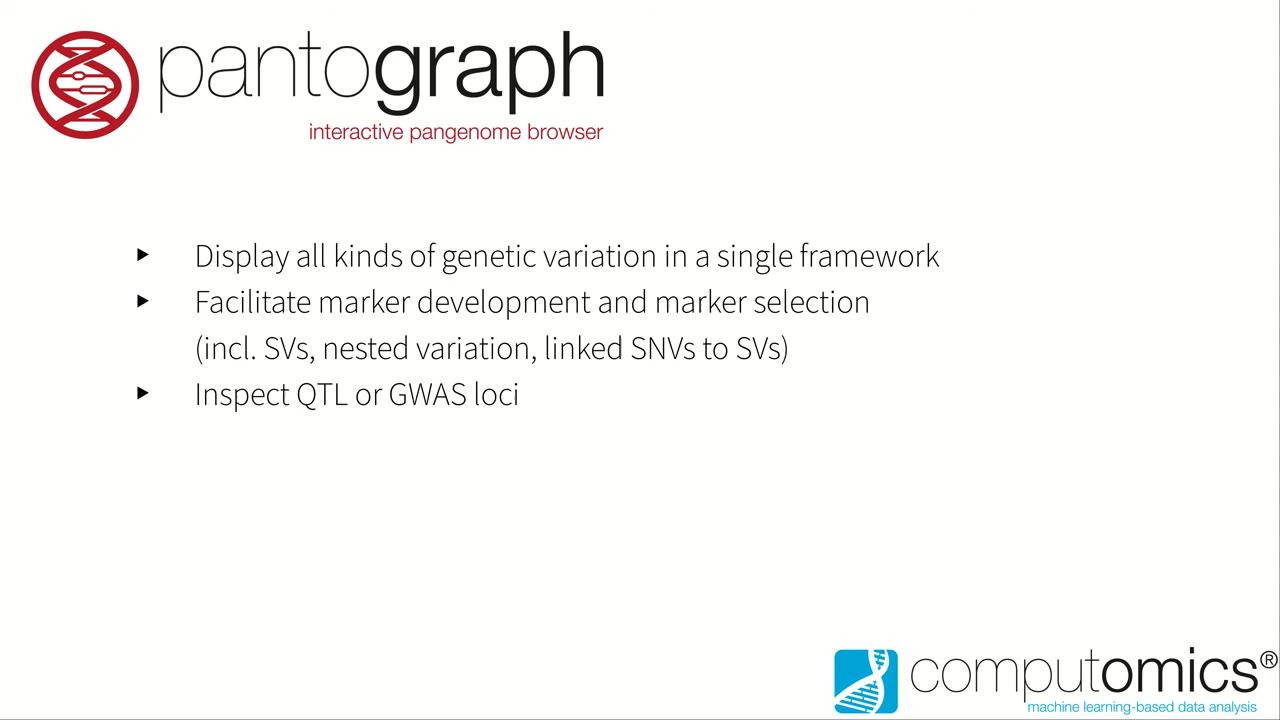 pantograph
interactive pangenome browser
▶ Display all kinds of genetic variation in a single framework
▶ Facilitate marker development and marker selection
(incl. SVs, nested variation, linked SNVs to SVs)
▶ Inspect QTL or GWAS loci
computomics®
machine learning-based data analysis